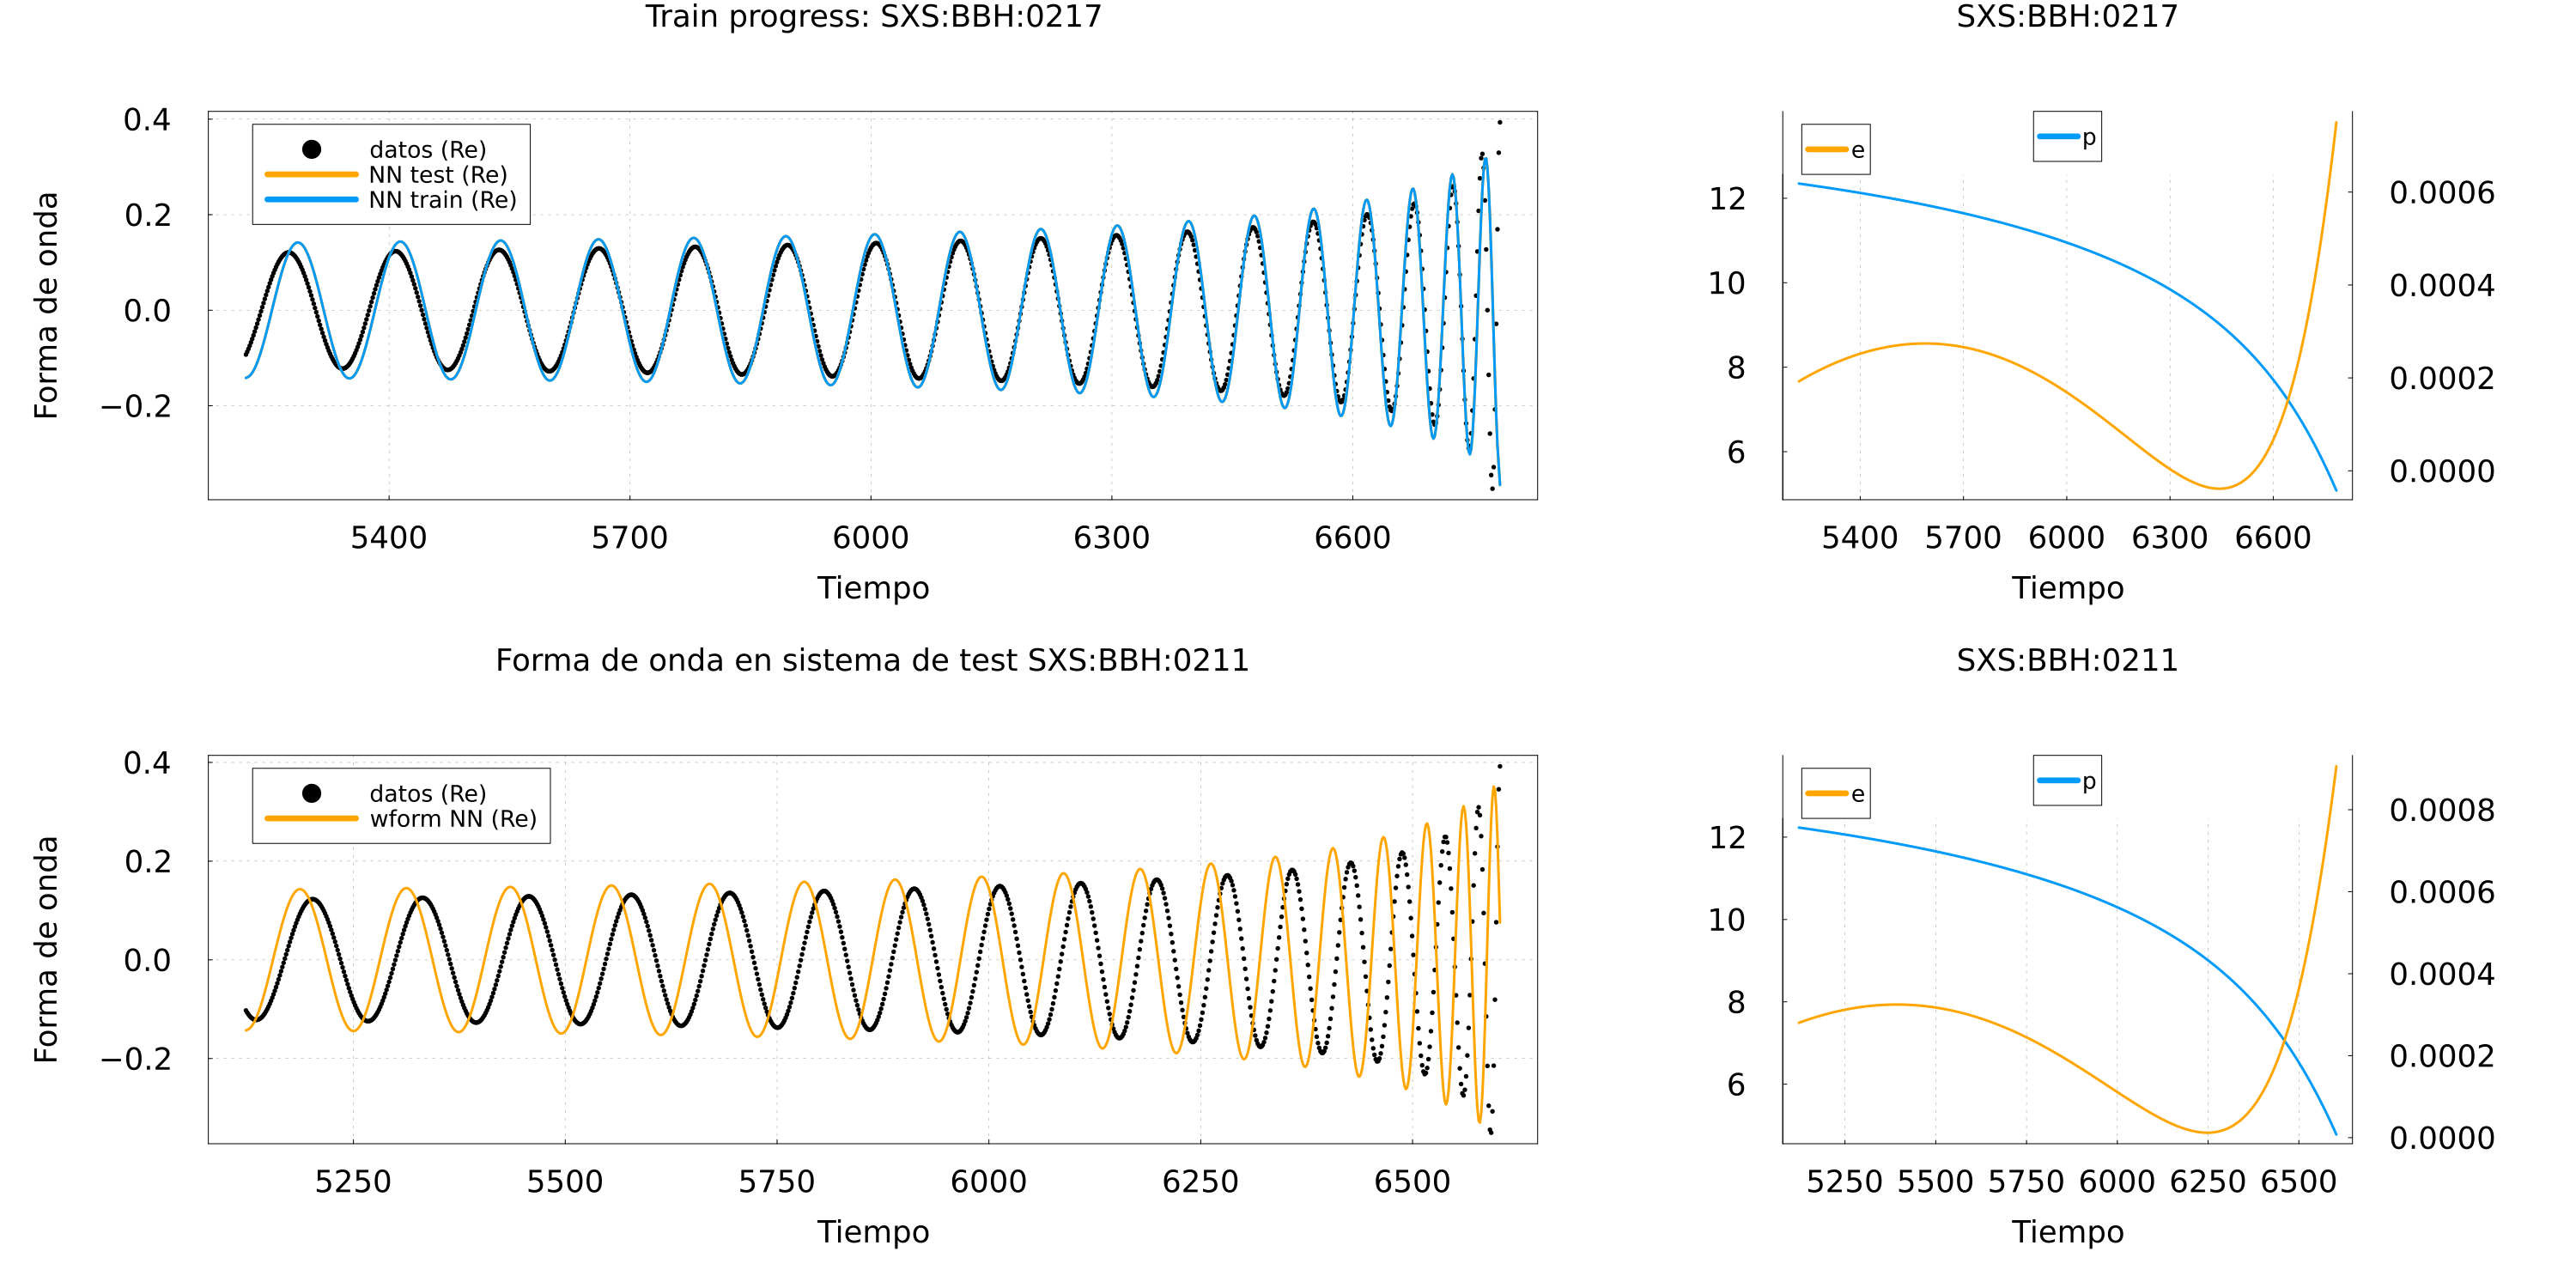 Train progress: SXS:BBH:0217
Forma de onda
0.4
0.2
0.0
−0.2
datos (Re)
NN test (Re)
NN train (Re)
5400 5700 6000 6300 6600
Tiempo
SXS:BBH:0217
12
10
8
6
e
p
0.0006
0.0004
0.0002
0.0000
5400 5700 6000 6300 6600
Tiempo
Forma de onda en sistema de test SXS:BBH:0211
Forma de onda
0.4
0.2
0.0
−0.2
datos (Re)
wform NN (Re)
5250 5500 5750 6000 6250 6500
Tiempo
SXS:BBH:0211
12
10
8
6
e
p
0.0008
0.0006
0.0004
0.0002
0.0000
5250 5500 5750 6000 6250 6500
Tiempo